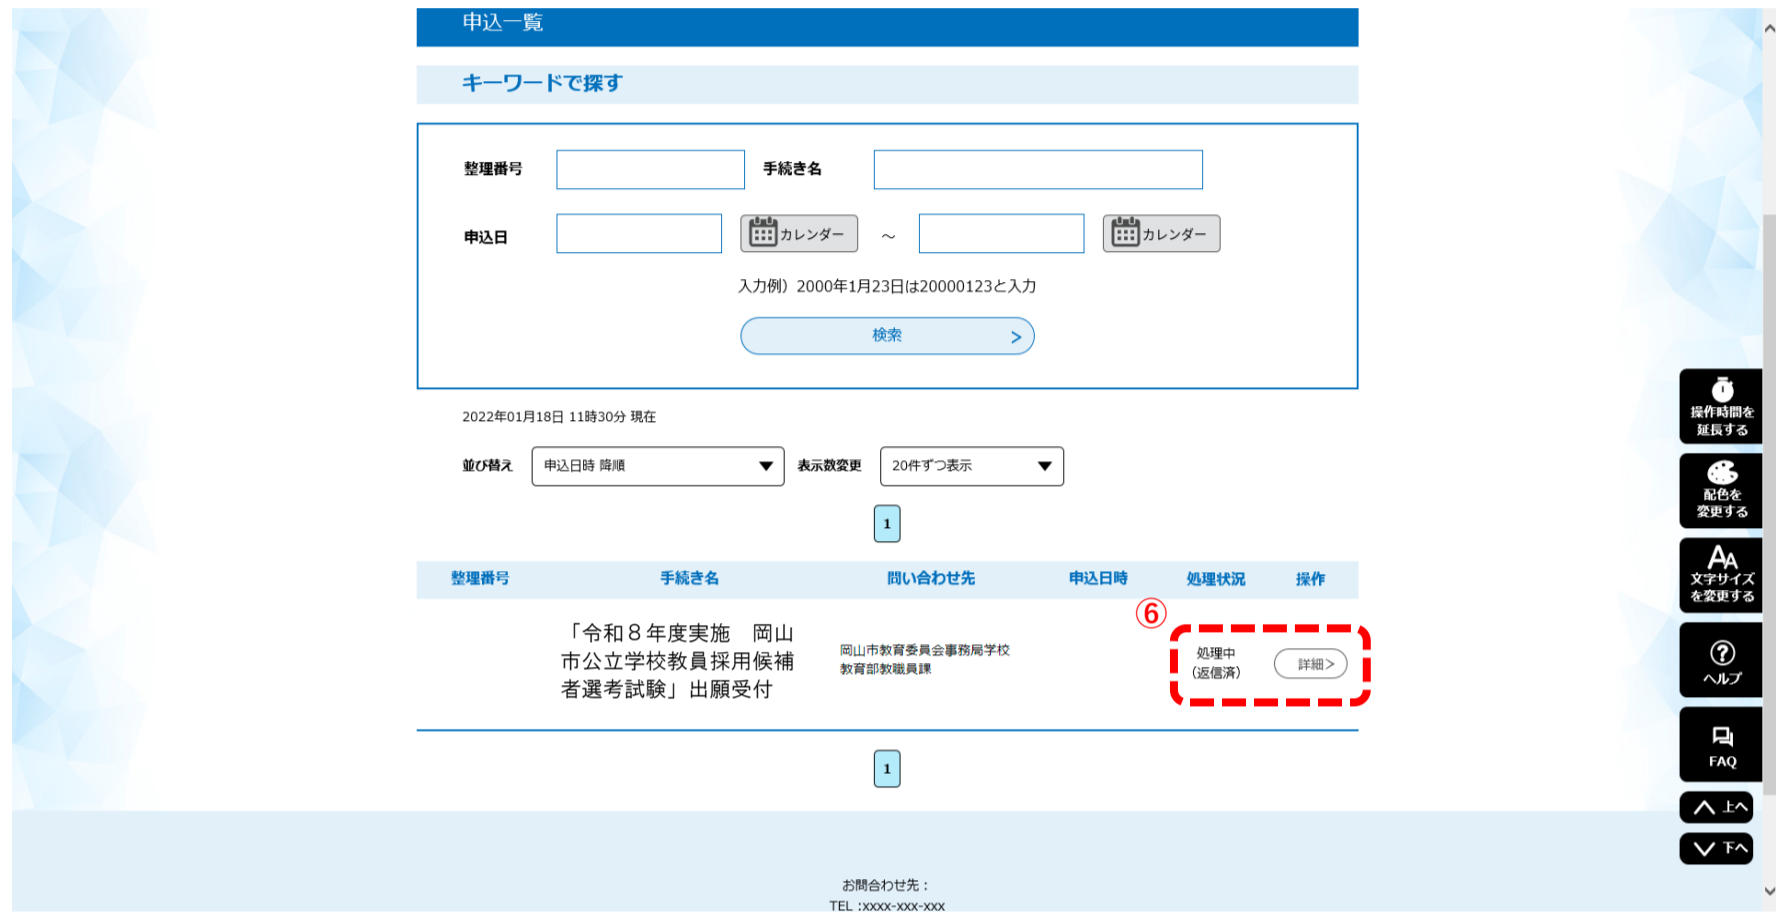 申込一覧
キーワードで探す
整理番号
手続き名
申込日
カレンダー
～
カレンダー
入力例）2000年1月23日は20000123と入力
検索 >
2022年01月18日 11時30分 現在
並び替え
申込日時 降順
表示数変更
20件ずつ表示
1
整理番号 手続き名 問い合わせ先 申込日時 処理状況 操作
⑥
「令和８年度実施　岡山
市公立学校教員採用候補
者選考試験」出願受付
岡山市教育委員会事務局学校
教育部教職員課
処理中
（返信済）
詳細>
1
お問合わせ先：
TEL :xxxx-xxx-xxx
操作時間を
延長する
配色を
変更する
AA
文字サイズ
を変更する
?
ヘルプ
FAQ
上へ
下へ